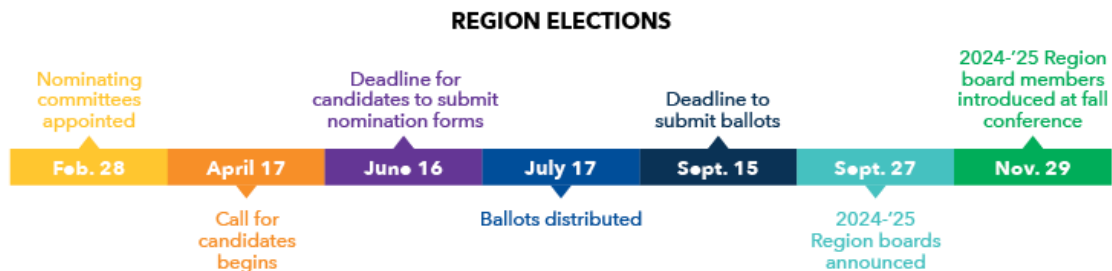 REGION ELECTIONS
Nominating
committees
appointed
Deadline for
candidates to submit
nomination forms
Deadline to
submit ballots
2024-‘25 Region
board members
introduced at fall
conference
Feb. 28
April 17
June 16
July 17
Sept. 15
Sept. 27
Nov. 29
Call for
candidates
begins
Ballots distributed
2024-‘25
Region boards
announced